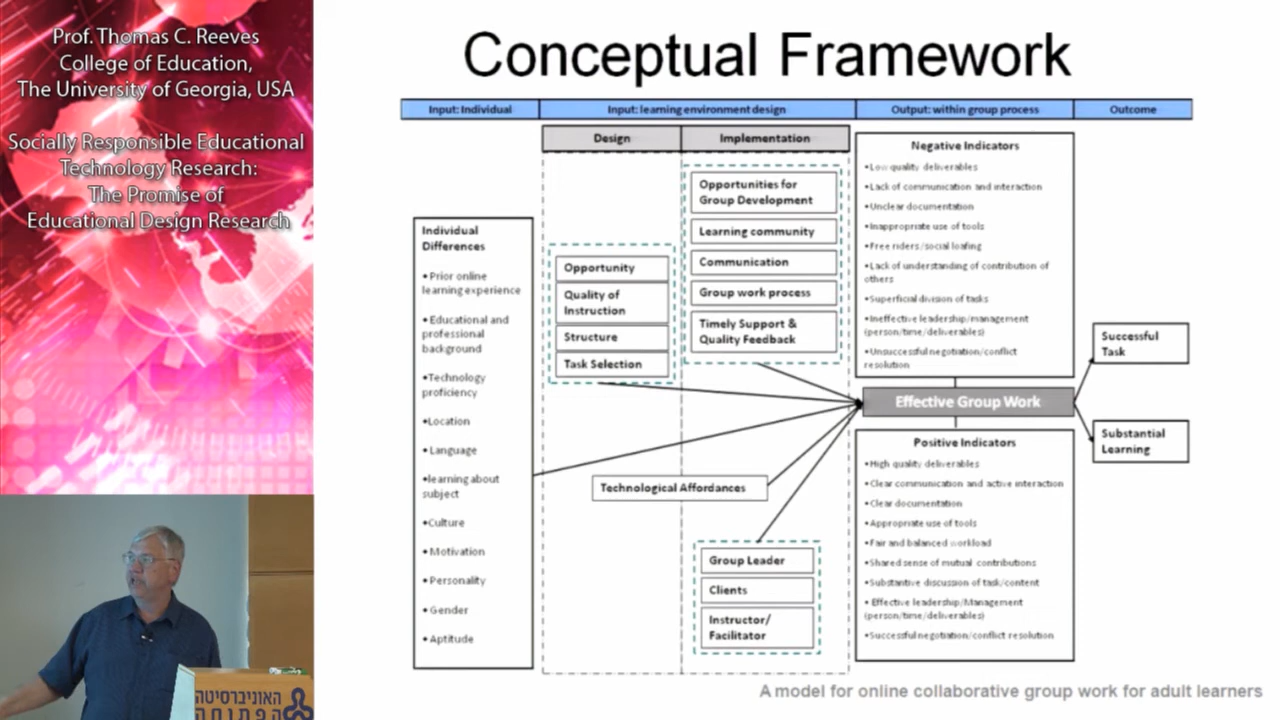 Prof. Thomas C. Reeves
College of Education,
The University of Georgia, USA
Socially Responsible Educational
Technology Research:
The Promise of
Educational Design Research
Conceptual Framework
Input: Individual
Input: learning environment design
Output: within group process
Outcome
Design
Implementation
Individual
Differences
•Prior online
learning experience
•Educational and
professional
background
•Technology
proficiency
•Location
•Language
•learning about
subject
•Culture
•Motivation
•Personality
•Gender
•Aptitude
Opportunity
Quality of
Instruction
Structure
Task Selection
Opportunities for
Group Development
Learning community
Communication
Group work process
Timely Support &
Quality Feedback
Technological Affordances
Group Leader
Clients
Instructor/
Facilitator
Negative Indicators
•Low quality deliverables
•Lack of communication and interaction
•Unclear documentation
•Inappropriate use of tools
•Free riders/social loafing
•Lack of understanding of contribution of
others
•Superficial division of tasks
•Ineffective leadership/management
(person/time/deliverables)
•Unsuccessful negotiation/conflict
resolution
Effective Group Work
Positive Indicators
•High quality deliverables
•Clear communication and active interaction
•Clear documentation
•Appropriate use of tools
•Fair and balanced workload
•Shared sense of mutual contributions
•Substantive discussion of task/content
•Effective leadership/Management
(person/time/deliverables)
•Successful negotiation/conflict resolution
Successful
Task
Substantial
Learning
A model for online collaborative group work for adult learners
האוניברסיטה
הפתוחה